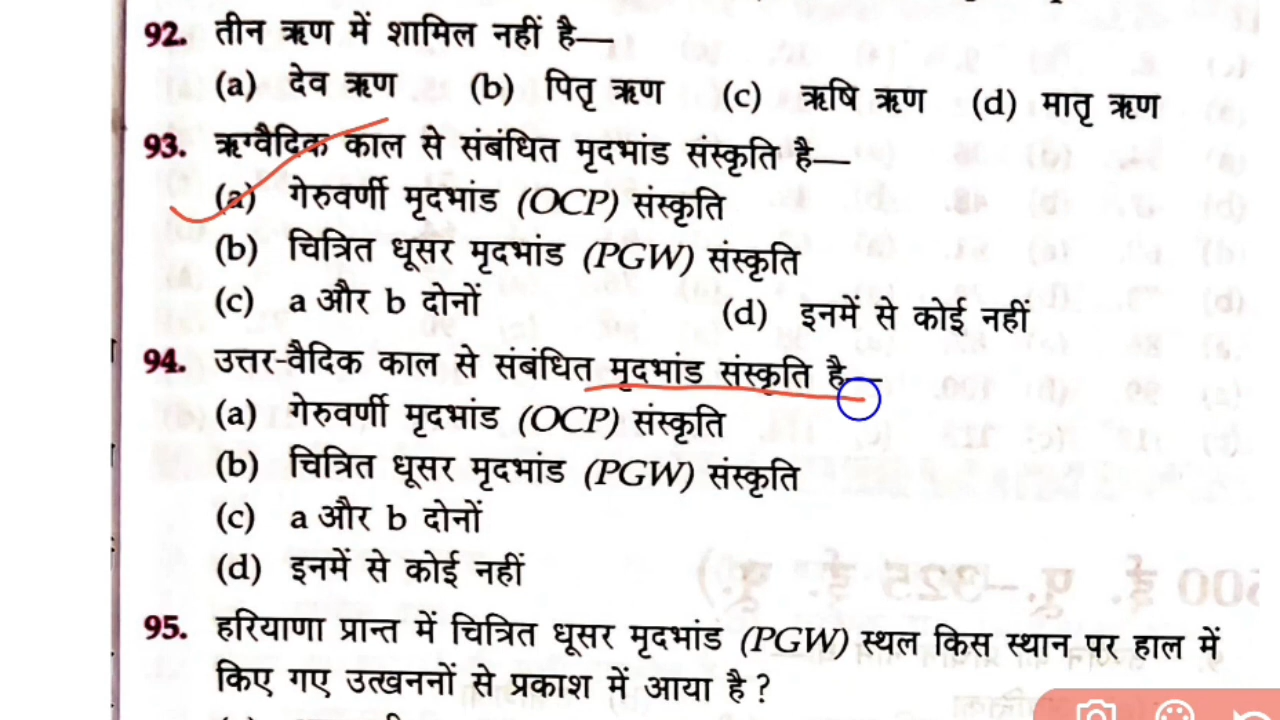 92. तीन ऋण में शामिल नहीं है—
(a) देव ऋण (b) पितृ ऋण (c) ऋषि ऋण (d) मातृ ऋण
93. ऋग्वैदिक काल से संबंधित मृदभांड संस्कृति है—
(a) गेरुवर्णी मृदभांड (OCP) संस्कृति
(b) चित्रित धूसर मृदभांड (PGW) संस्कृति
(c) a और b दोनों (d) इनमें से कोई नहीं
94. उत्तर-वैदिक काल से संबंधित मृदभांड संस्कृति है—
(a) गेरुवर्णी मृदभांड (OCP) संस्कृति
(b) चित्रित धूसर मृदभांड (PGW) संस्कृति
(c) a और b दोनों
(d) इनमें से कोई नहीं
95. हरियाणा प्रान्त में चित्रित धूसर मृदभांड (PGW) स्थल किस स्थान पर हाल में
किए गए उत्खननों से प्रकाश में आया है ?